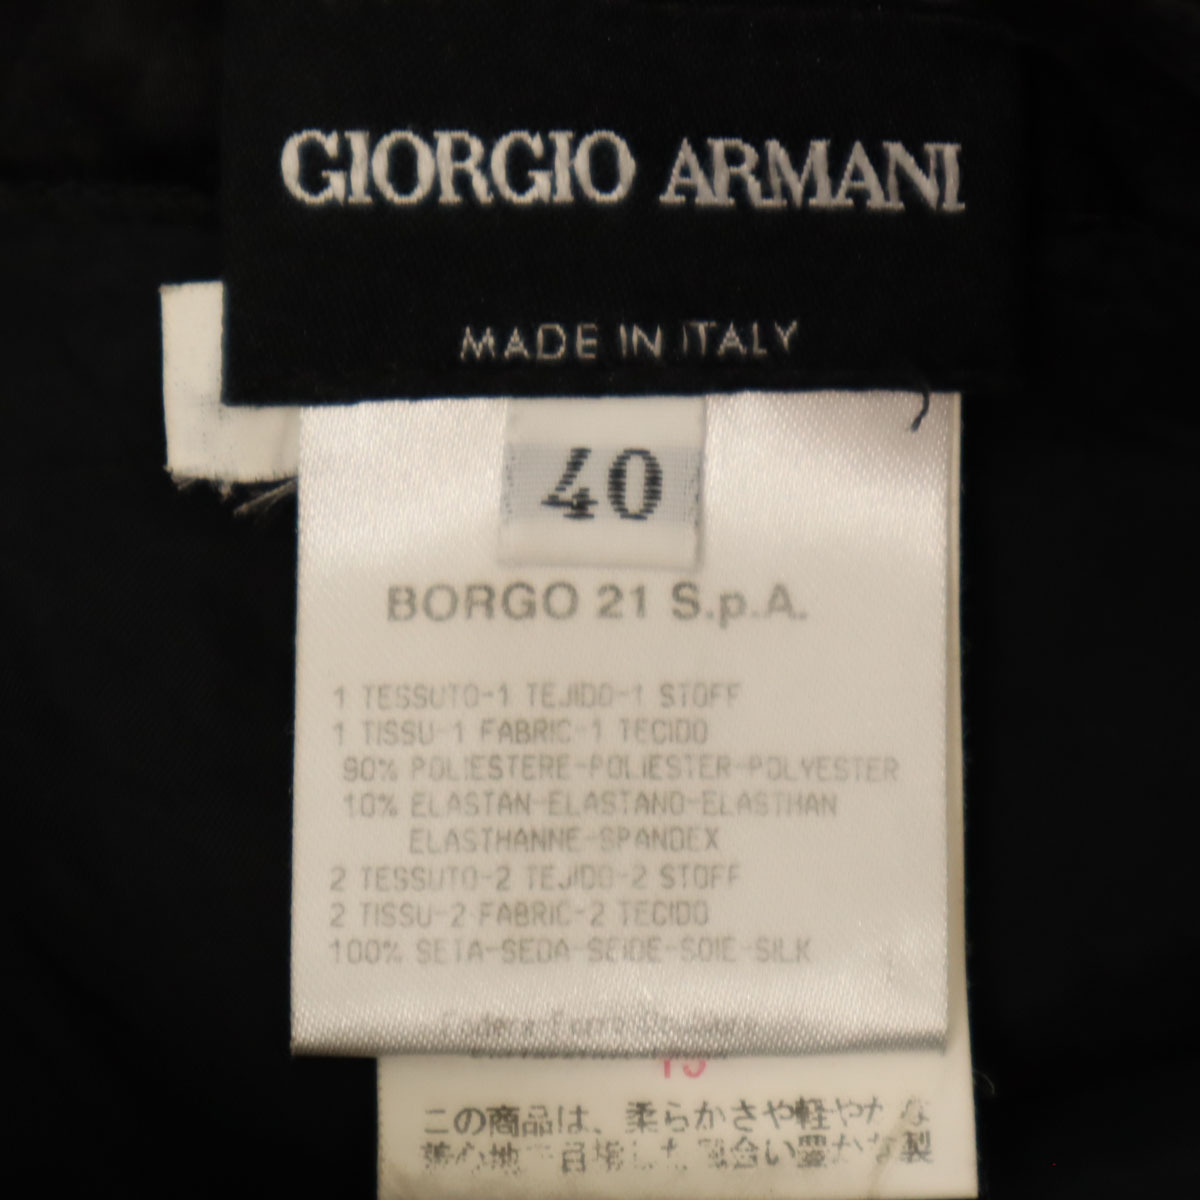 GIORGIO ARMANI
MADE IN ITALY
40
BORGO 21 S.p.A.
1 TESSUTO-1 TEJIDO-1 STOFF
1 TISSU-1 FABRIC-1 TECIDO
90% POLIESTERE-POLIESTER-POLYESTER
10% ELASTAN-ELASTANO-ELASTHAN
ELASTHANNE-SPANDEX
2 TESSUTO-2 TEJIDO-2 STOFF
2 TISSU-2 FABRIC-2 TECIDO
100% SETA-SEDA-SEIDE-SOIE-SILK
この商品は、柔らかさや軽やかな
着心地